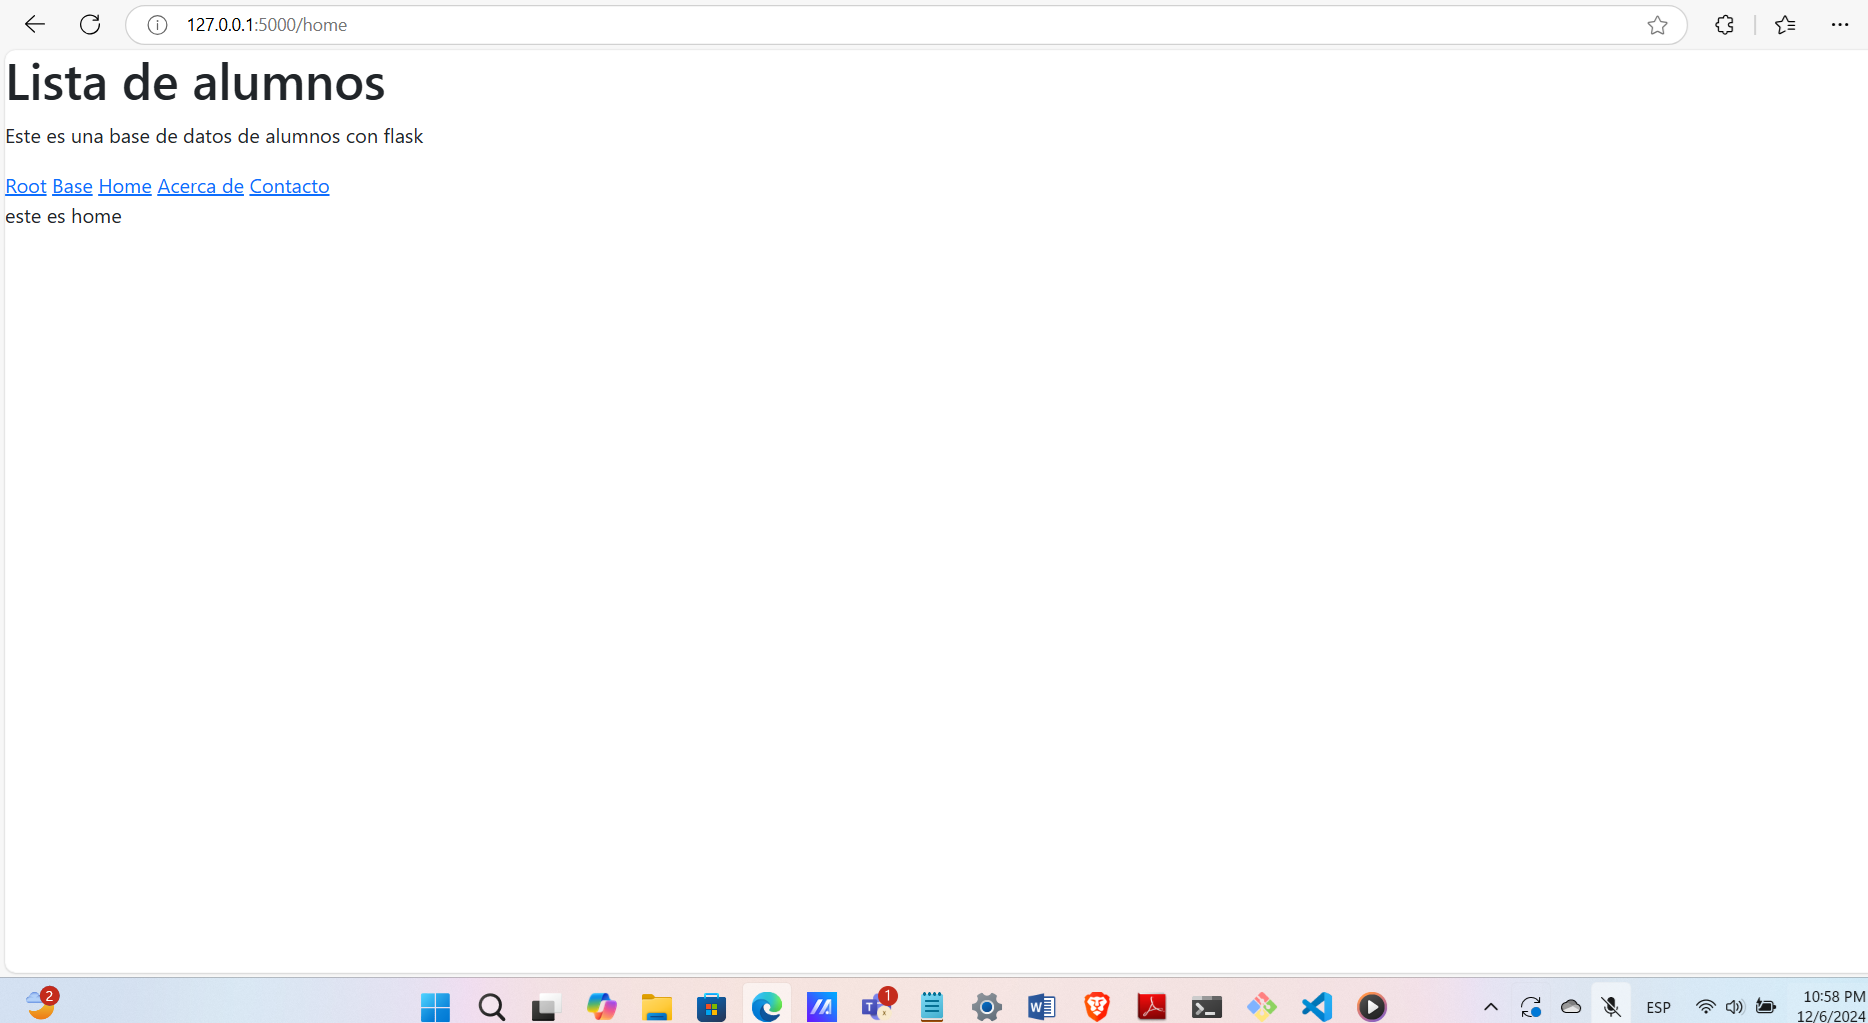 127.0.0.1:5000/home
Lista de alumnos
Este es una base de datos de alumnos con flask
Root Base Home Acerca de Contacto
este es home
2
1
ESP
10:58 PM
12/6/2024